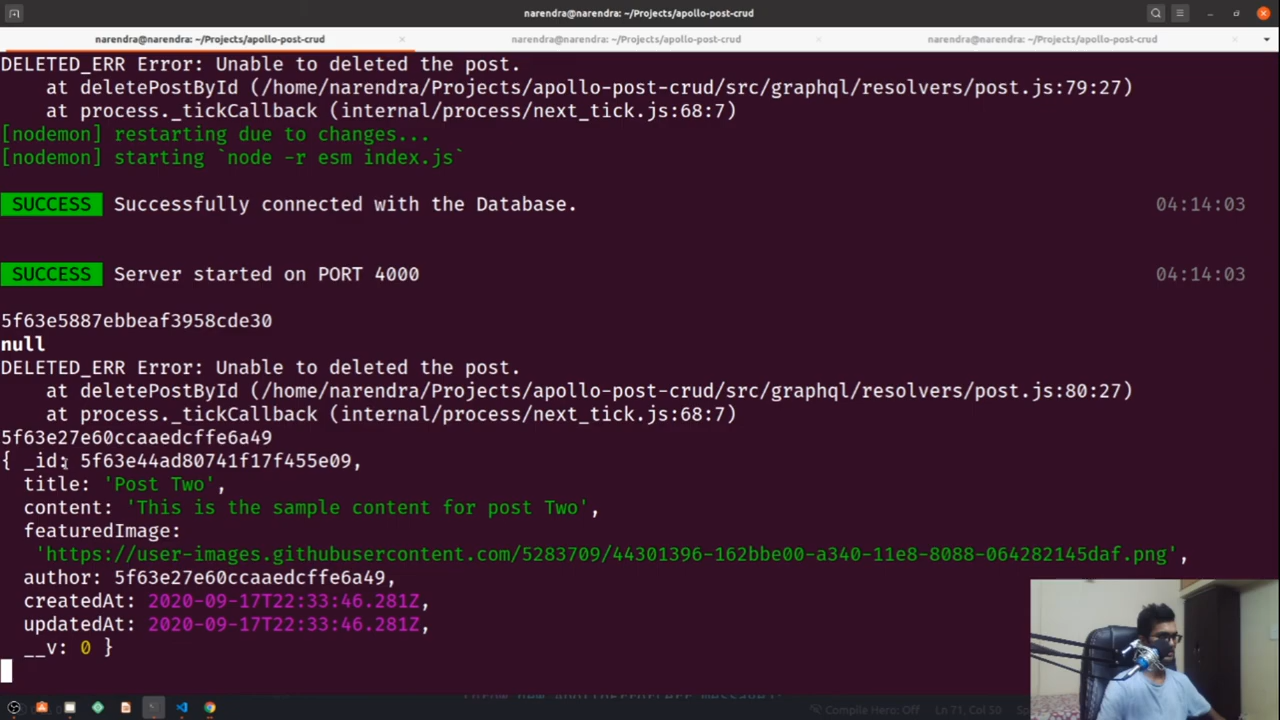 narendra@narendra: ~/Projects/apollo-post-crud
narendra@narendra: ~/Projects/apollo-post-crud
narendra@narendra: ~/Projects/apollo-post-crud
narendra@narendra: ~/Projects/apollo-post-crud
DELETED_ERR Error: Unable to deleted the post.
at deletePostById (/home/narendra/Projects/apollo-post-crud/src/graphql/resolvers/post.js:79:27)
at process._tickCallback (internal/process/next_tick.js:68:7)
[nodemon] restarting due to changes...
[nodemon] starting `node -r esm index.js`
SUCCESS Successfully connected with the Database. 04:14:03
SUCCESS Server started on PORT 4000 04:14:03
5f63e5887ebbeaf3958cde30
null
DELETED_ERR Error: Unable to deleted the post.
at deletePostById (/home/narendra/Projects/apollo-post-crud/src/graphql/resolvers/post.js:80:27)
at process._tickCallback (internal/process/next_tick.js:68:7)
5f63e27e60ccaaedcffe6a49
{ _id: 5f63e44ad80741f17f455e09,
title: 'Post Two',
content: 'This is the sample content for post Two',
featuredImage:
'https://user-images.githubusercontent.com/5283709/44301396-162bbe00-a340-11e8-8088-064282145daf.png',
author: 5f63e27e60ccaaedcffe6a49,
createdAt: 2020-09-17T22:33:46.281Z,
updatedAt: 2020-09-17T22:33:46.281Z,
__v: 0 }
Compile Hero: Off Ln 71, Col 50